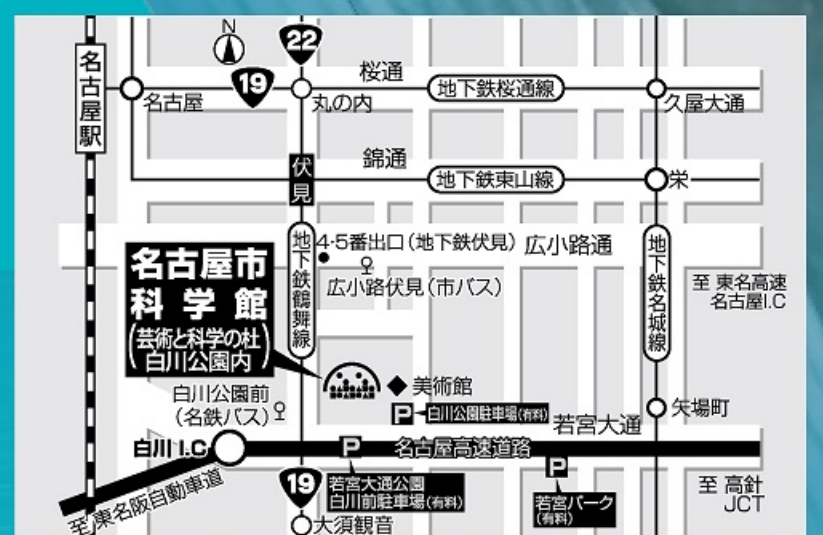 N
22
19
名古屋駅
名古屋
丸の内
桜通
地下鉄桜通線
久屋大通
伏見
錦通
地下鉄東山線
栄
4·5番出口(地下鉄伏見)
広小路通
広小路伏見(市バス)
地下鉄鶴舞線
地下鉄名城線
至 東名高速
名古屋I.C
名古屋市
科学館
(芸術と科学の杜
白川公園内)
美術館
P
白川公園駐車場(有料)
白川公園前
(名鉄バス)
若宮大通
矢場町
白川 I.C
P
名古屋高速道路
P
19
若宮大通公園
白川前駐車場(有料)
若宮パーク
(有料)
至 高針
JCT
至 東名阪自動車道
大須観音